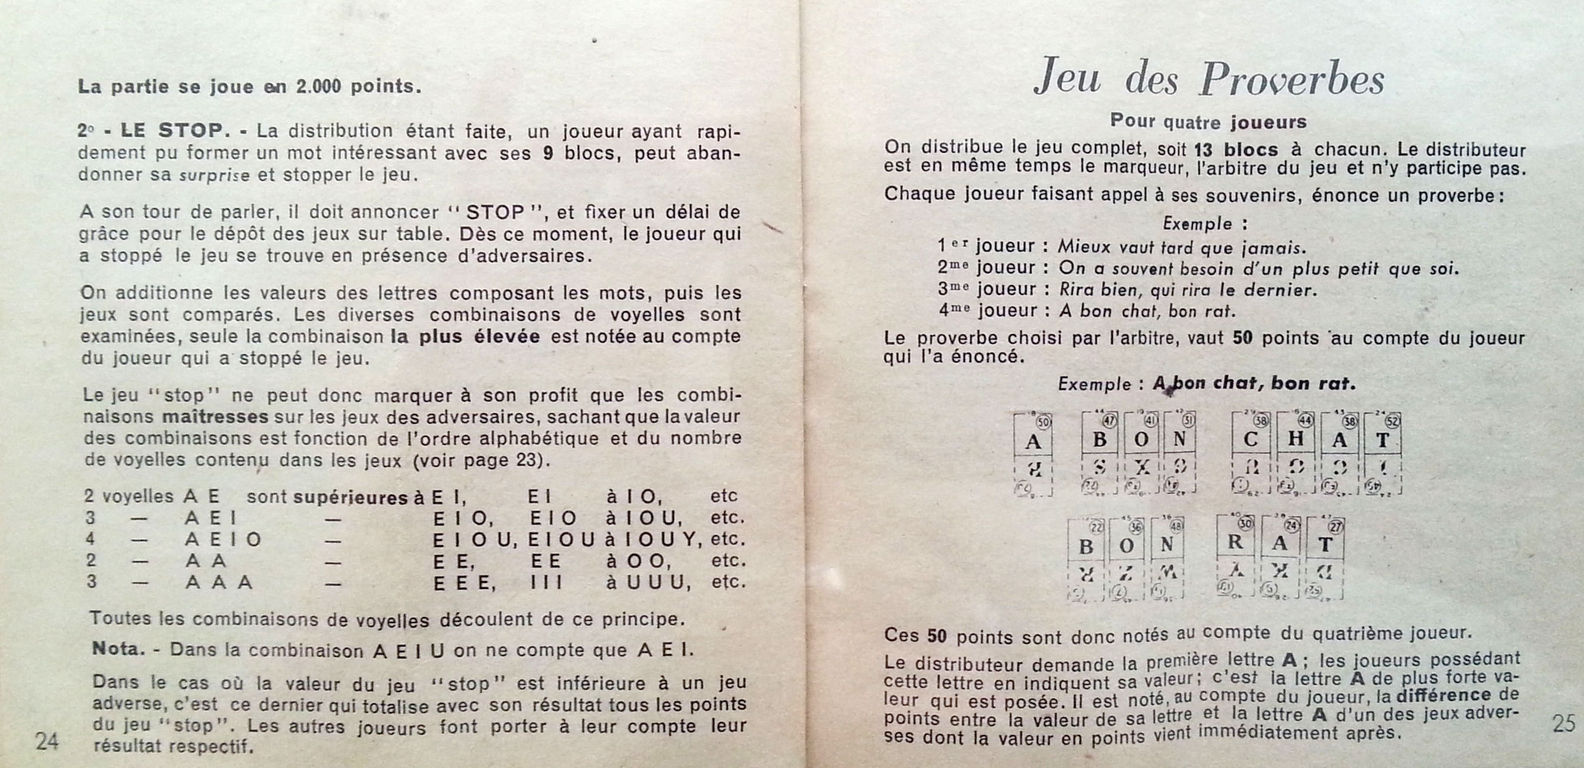 La partie se joue en 2.000 points.
2º - LE STOP. - La distribution étant faite, un joueur ayant rapi-
dement pu former un mot intéressant avec ses 9 blocs, peut aban-
donner sa surprise et stopper le jeu.
A son tour de parler, il doit annoncer “ STOP ”, et fixer un délai de
grâce pour le dépôt des jeux sur table. Dès ce moment, le joueur qui
a stoppé le jeu se trouve en présence d'adversaires.
On additionne les valeurs des lettres composant les mots, puis les
jeux sont comparés. Les diverses combinaisons de voyelles sont
examinées, seule la combinaison la plus élevée est notée au compte
du joueur qui a stoppé le jeu.
Le jeu “stop” ne peut donc marquer à son profit que les combi-
naisons maîtresses sur les jeux des adversaires, sachant que la valeur
des combinaisons est fonction de l'ordre alphabétique et du nombre
de voyelles contenu dans les jeux (voir page 23).
2 voyelles A E sont supérieures à E I, E I à I O, etc
3 — A E I — E I O, E I O à I O U, etc.
4 — A E I O — E I O U, E I O U à I O U Y, etc.
2 — A A — E E, E E à O O, etc.
3 — A A A — E E E, I I I à U U U, etc.
Toutes les combinaisons de voyelles découlent de ce principe.
Nota. - Dans la combinaison A E I U on ne compte que A E I.
Dans le cas où la valeur du jeu “stop” est inférieure à un jeu
adverse, c'est ce dernier qui totalise avec son résultat tous les points
du jeu “stop”. Les autres joueurs font porter à leur compte leur
résultat respectif.
24
Jeu des Proverbes
Pour quatre joueurs
On distribue le jeu complet, soit 13 blocs à chacun. Le distributeur
est en même temps le marqueur, l'arbitre du jeu et n'y participe pas.
Chaque joueur faisant appel à ses souvenirs, énonce un proverbe :
Exemple :
1er joueur : Mieux vaut tard que jamais.
2me joueur : On a souvent besoin d'un plus petit que soi.
3me joueur : Rira bien, qui rira le dernier.
4me joueur : A bon chat, bon rat.
Le proverbe choisi par l'arbitre, vaut 50 points au compte du joueur
qui l'a énoncé.
Exemple : A bon chat, bon rat.
50 47 41 51 38 44 38 52
A B O N C H A T
22 36 48 30 24 27
B O N R A T
Ces 50 points sont donc notés au compte du quatrième joueur.
Le distributeur demande la première lettre A ; les joueurs possédant
cette lettre en indiquent sa valeur ; c'est la lettre A de plus forte va-
leur qui est posée. Il est noté, au compte du joueur, la différence de
points entre la valeur de sa lettre et la lettre A d'un des jeux adver-
ses dont la valeur en points vient immédiatement après.
25